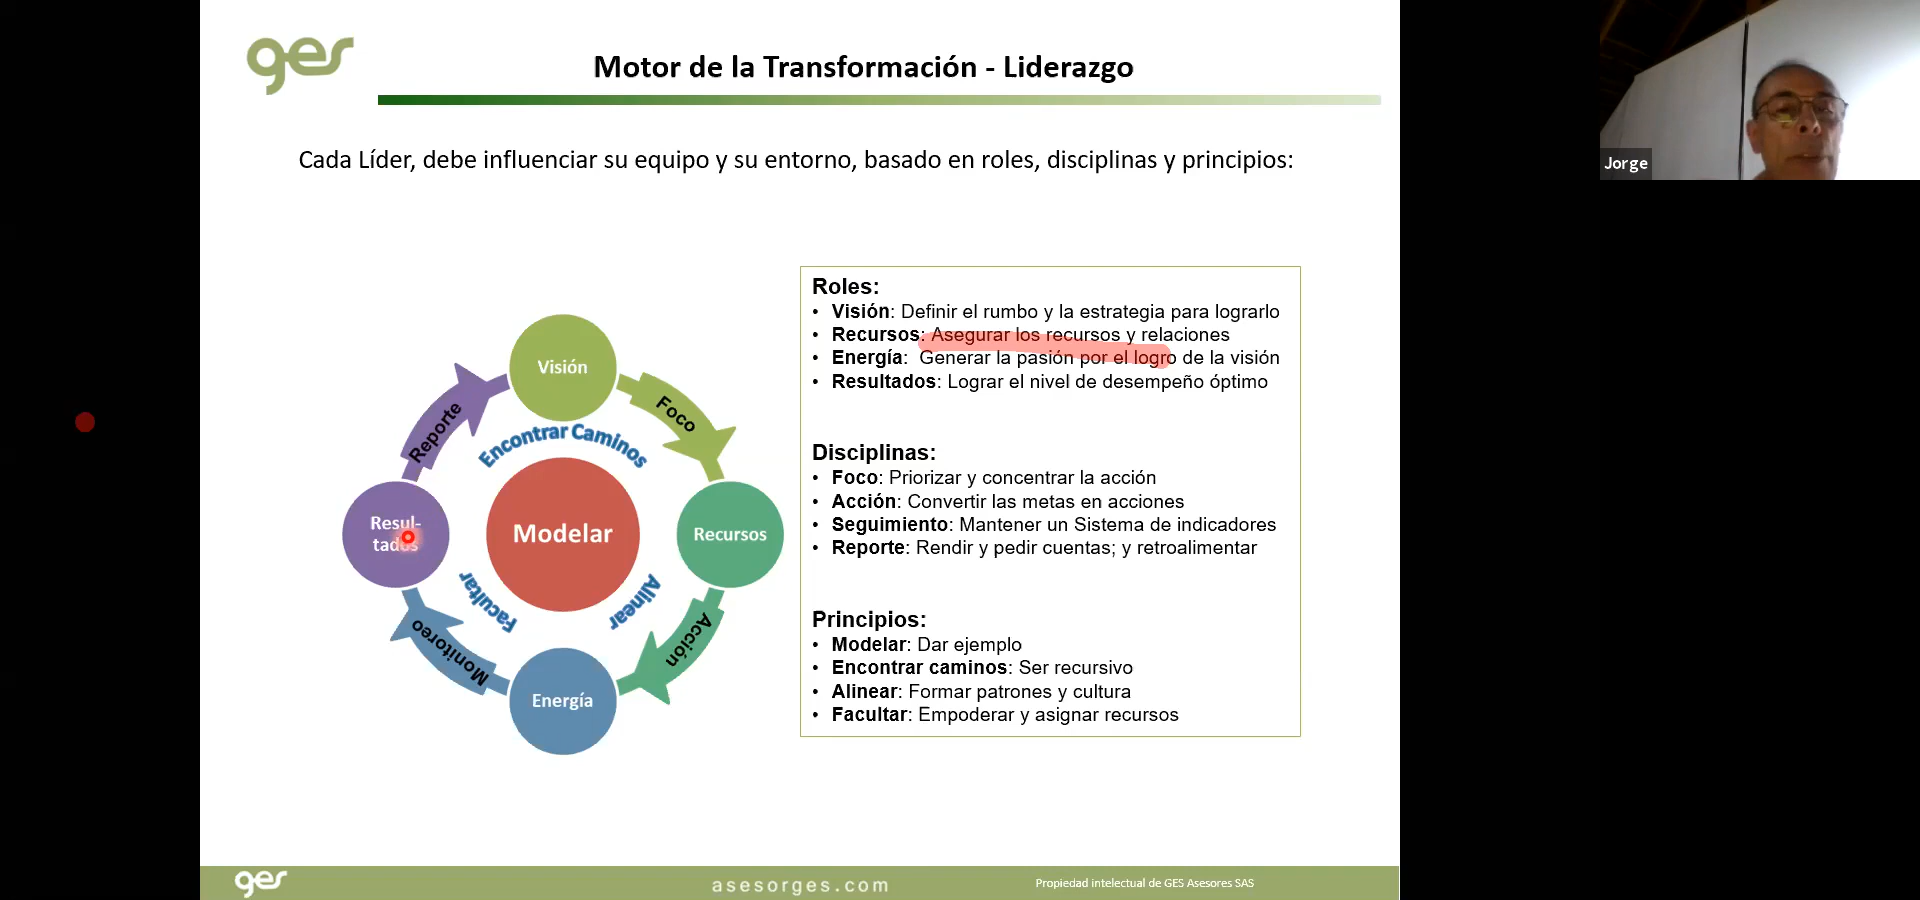 ges
Motor de la Transformación - Liderazgo
Cada Líder, debe influenciar su equipo y su entorno, basado en roles, disciplinas y principios:
Jorge
Visión
Foco
Reporte
Encontrar Caminos
Resul-
tados
Modelar
Recursos
Facultar
Alinear
Monitoreo
Acción
Energía
Roles:
• Visión: Definir el rumbo y la estrategia para lograrlo
• Recursos: Asegurar los recursos y relaciones
• Energía: Generar la pasión por el logro de la visión
• Resultados: Lograr el nivel de desempeño óptimo
Disciplinas:
• Foco: Priorizar y concentrar la acción
• Acción: Convertir las metas en acciones
• Seguimiento: Mantener un Sistema de indicadores
• Reporte: Rendir y pedir cuentas; y retroalimentar
Principios:
• Modelar: Dar ejemplo
• Encontrar caminos: Ser recursivo
• Alinear: Formar patrones y cultura
• Facultar: Empoderar y asignar recursos
ges
asesorges.com
Propiedad intelectual de GES Asesores SAS